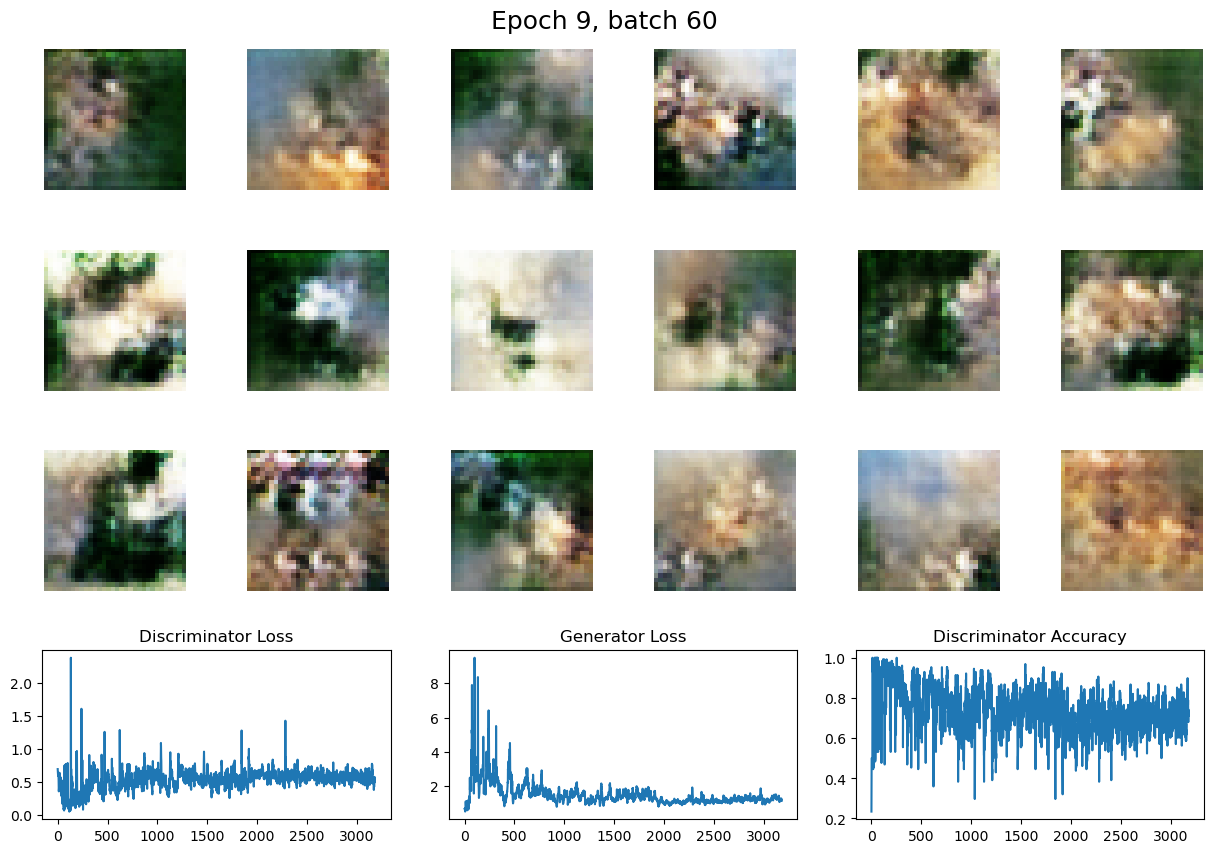 Epoch 9, batch 60
Discriminator Loss
Generator Loss
Discriminator Accuracy
2.0
1.5
1.0
0.5
0.0
0 500 1000 1500 2000 2500 3000
8
6
4
2
0 500 1000 1500 2000 2500 3000
1.0
0.8
0.6
0.4
0.2
0 500 1000 1500 2000 2500 3000